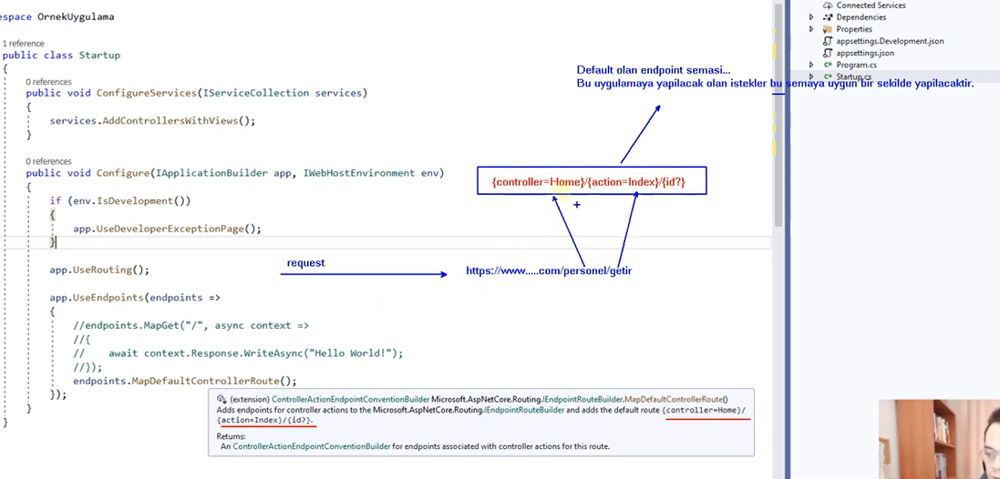 espace OrnekUygulama
1 reference
public class Startup
{
0 references
public void ConfigureServices(IServiceCollection services)
{
services.AddControllersWithViews();
}
0 references
public void Configure(IApplicationBuilder app, IWebHostEnvironment env)
{
if (env.IsDevelopment())
{
app.UseDeveloperExceptionPage();
}
app.UseRouting();
app.UseEndpoints(endpoints =>
{
//endpoints.MapGet("/", async context =>
//{
//    await context.Response.WriteAsync("Hello World!");
//});
endpoints.MapDefaultControllerRoute();
});
}
}
(extension) ControllerActionEndpointConventionBuilder Microsoft.AspNetCore.Routing.IEndpointRouteBuilder.MapDefaultControllerRoute()
Adds endpoints for controller actions to the Microsoft.AspNetCore.Routing.IEndpointRouteBuilder and adds the default route {controller=Home}/
{action=Index}/{id?}.
Returns:
An ControllerActionEndpointConventionBuilder for endpoints associated with controller actions for this route.
Default olan endpoint semasi...
Bu uygulamaya yapilacak olan istekler bu semaya uygun bir sekilde yapilacaktir.
{controller=Home}/{action=Index}/{id?}
request
https://www.....com/personel/getir
Connected Services
Dependencies
Properties
appsettings.Development.json
appsettings.json
Program.cs
Startup.cs